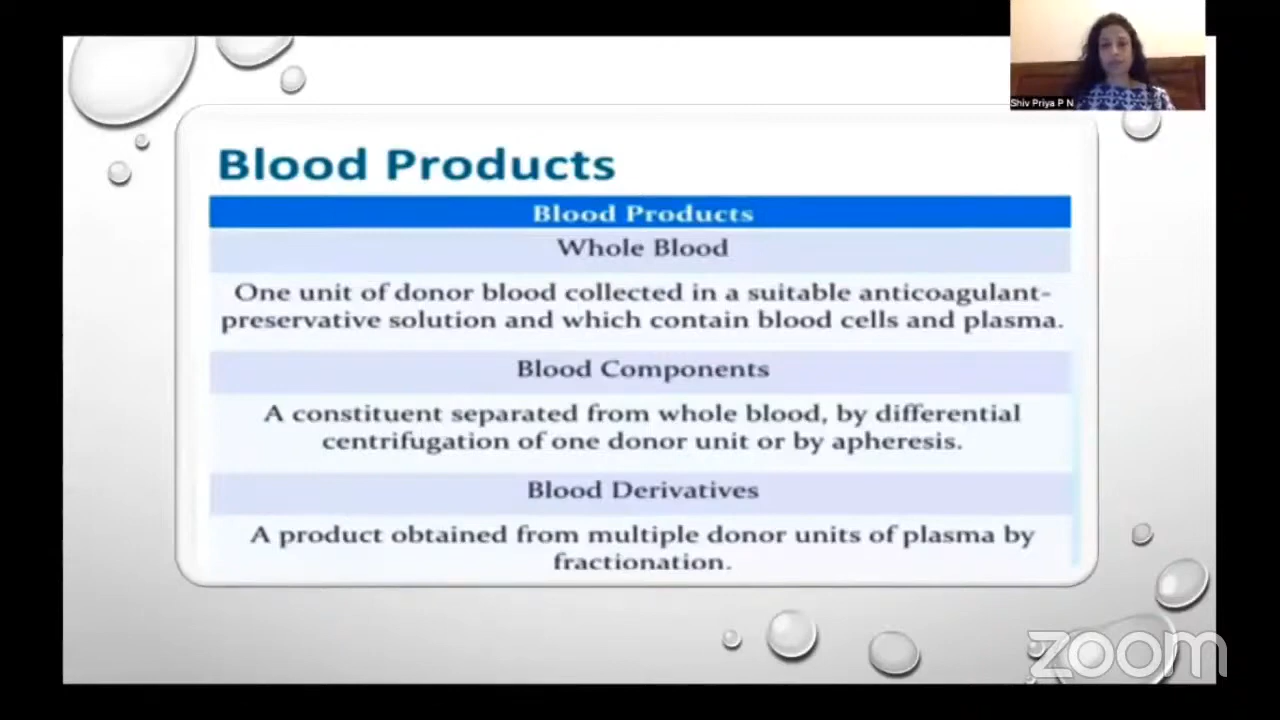 Shiv Priya P N
Blood Products
Blood Products
Whole Blood
One unit of donor blood collected in a suitable anticoagulant-
preservative solution and which contain blood cells and plasma.
Blood Components
A constituent separated from whole blood, by differential
centrifugation of one donor unit or by apheresis.
Blood Derivatives
A product obtained from multiple donor units of plasma by
fractionation.
zoom